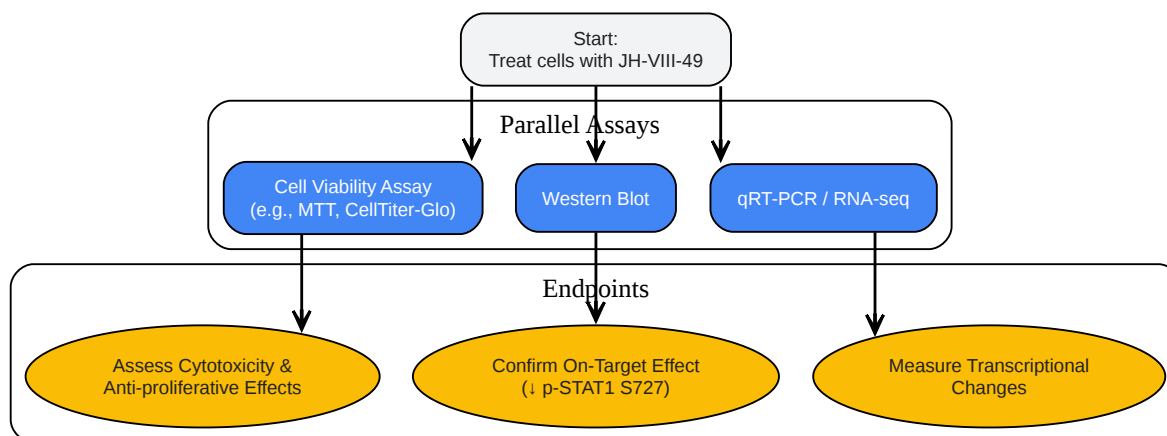 Start:
Treat cells with JH-VIII-49
Parallel Assays
Cell Viability Assay
(e.g., MTT, CellTiter-Glo)
Western Blot
qRT-PCR / RNA-seq
Endpoints
Assess Cytotoxicity &
Anti-proliferative Effects
Confirm On-Target Effect
(↓ p-STAT1 S727)
Measure Transcriptional
Changes